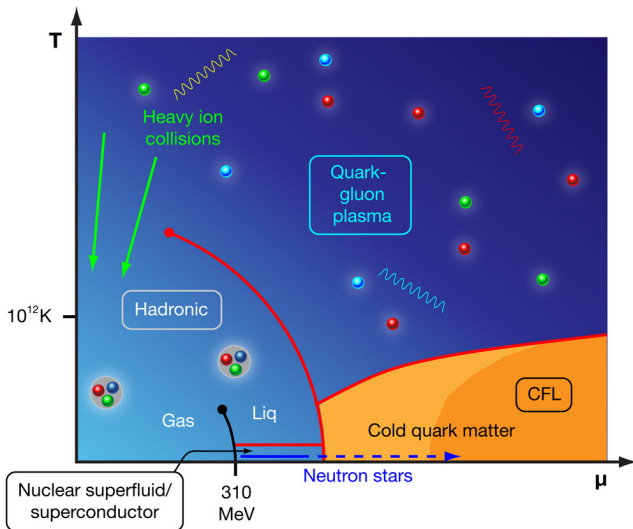 T
Heavy ion
collisions
Quark-
gluon
plasma
10¹²K
Hadronic
Gas
Liq
CFL
Cold quark matter
Neutron stars
μ
Nuclear superfluid/
superconductor
310
MeV